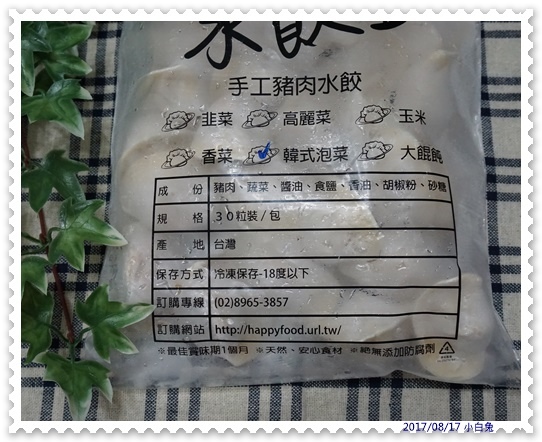 手工豬肉水餃
韭菜 高麗菜 玉米
香菜 韓式泡菜 大餛飩
成份 豬肉、蔬菜、醬油、食鹽、香油、胡椒粉、砂糖
規格 30粒裝/包
產地 台灣
保存方式 冷凍保存-18度以下
訂購專線 (02)8965-3857
訂購網站 http://happyfood.url.tw/
※最佳賞味期1個月 ※天然、安心食材 ※絕無添加防腐劑
4
2017/08/17 小白兔